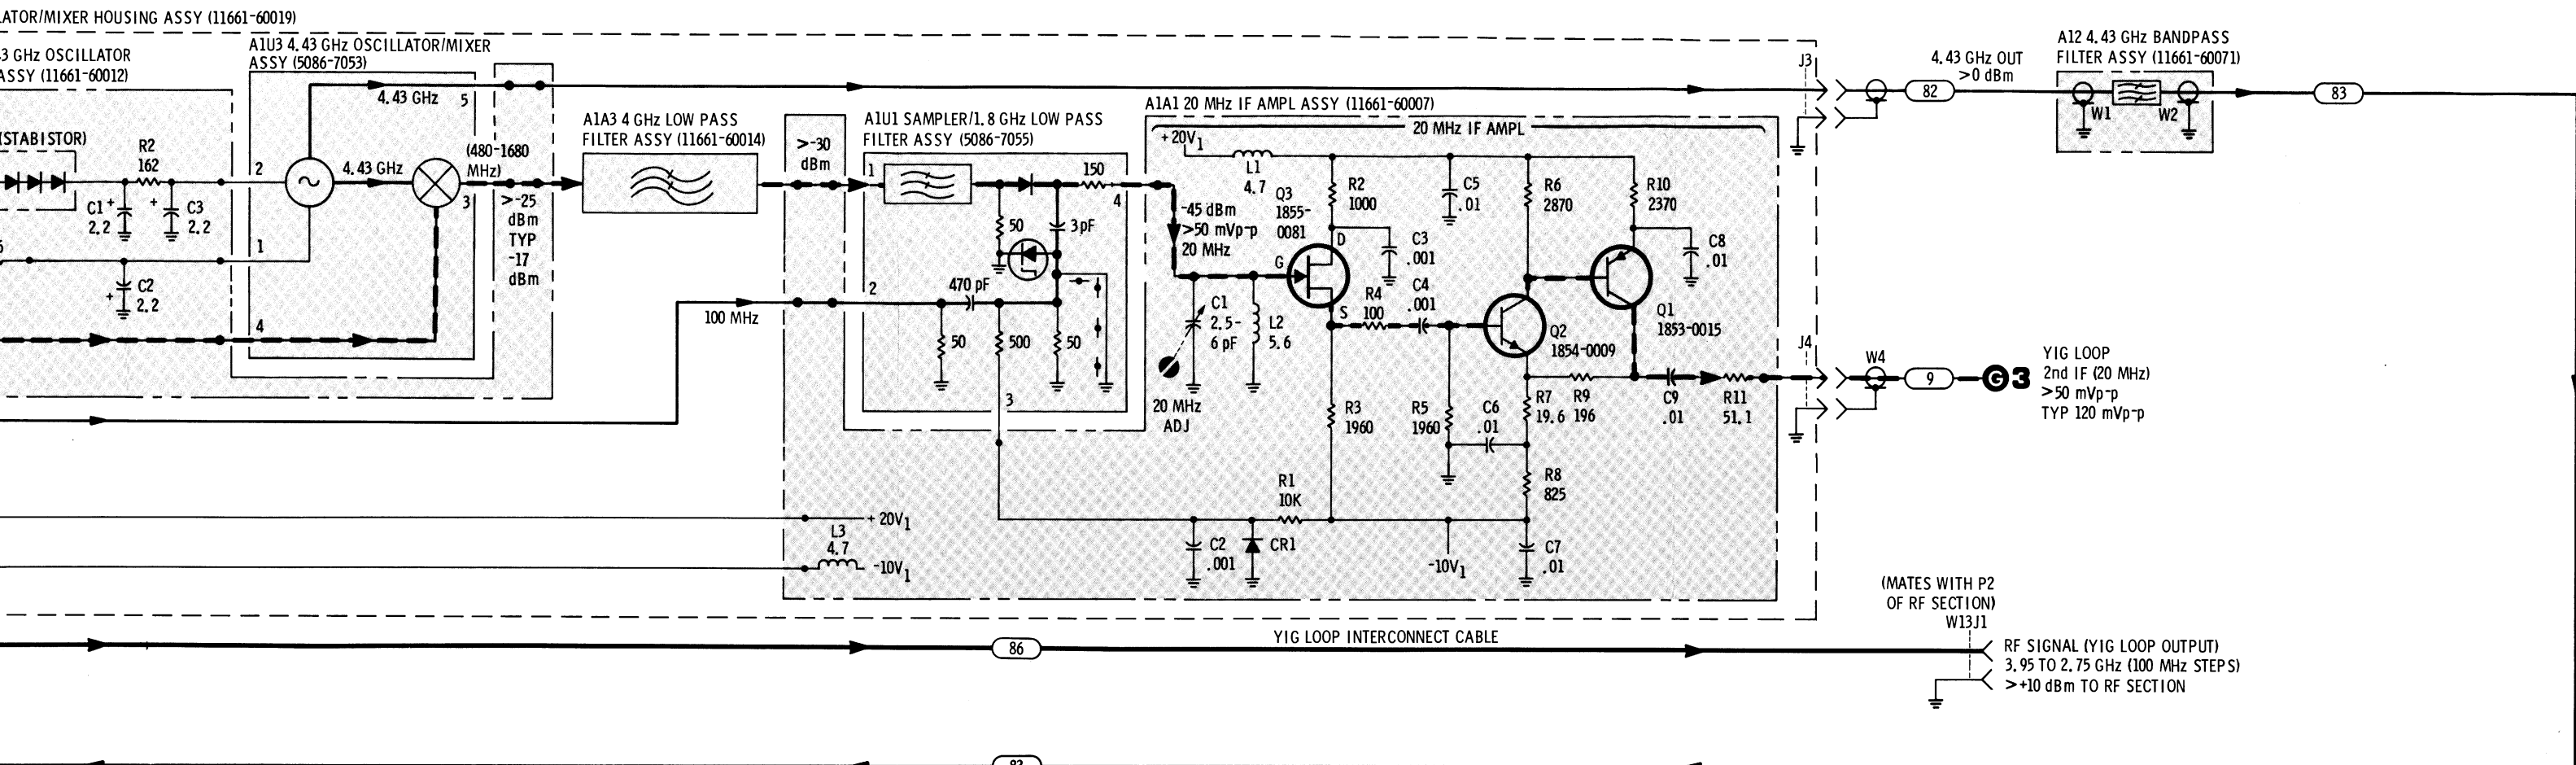 LATOR/MIXER HOUSING ASSY (11661-60019)
3 GHz OSCILLATOR
ASSY (11661-60012)
A1U3 4.43 GHz OSCILLATOR/MIXER
ASSY (5086-7053)
4.43 GHz
5
(STABISTOR)
R2
162
2
4.43 GHz
(480-1680
MHz)
3
>-25
dBm
TYP
-17
dBm
C1
+
2.2
+
C3
2.2
1
C2
+
2.2
4
A1A3 4 GHz LOW PASS
FILTER ASSY (11661-60014)
>-30
dBm
100 MHz
A1U1 SAMPLER/1.8 GHz LOW PASS
FILTER ASSY (5086-7055)
1
150
4
50
3pF
2
470 pF
50
500
50
3
A1A1 20 MHz IF AMPL ASSY (11661-60007)
20 MHz IF AMPL
+20V1
L1
4.7
-45 dBm
>50 mVp-p
20 MHz
Q3
1855-
0081
R2
1000
D
G
S
C3
.001
C5
.01
R6
2870
R10
2370
C8
.01
C1
2.5-
6 pF
L2
5.6
R4
100
C4
.001
Q2
1854-0009
Q1
1853-0015
20 MHz
ADJ
R3
1960
R5
1960
C6
.01
R7
19.6
R9
196
C9
.01
R11
51.1
R8
825
R1
10K
C2
.001
CR1
-10V1
C7
.01
+20V1
L3
4.7
-10V1
J3
4.43 GHz OUT
>0 dBm
82
A12 4.43 GHz BANDPASS
FILTER ASSY (11661-60071)
W1
W2
83
J4
W4
9
G 3
YIG LOOP
2nd IF (20 MHz)
>50 mVp-p
TYP 120 mVp-p
(MATES WITH P2
OF RF SECTION)
W13J1
86
YIG LOOP INTERCONNECT CABLE
RF SIGNAL (YIG LOOP OUTPUT)
3.95 TO 2.75 GHz (100 MHz STEPS)
>+10 dBm TO RF SECTION